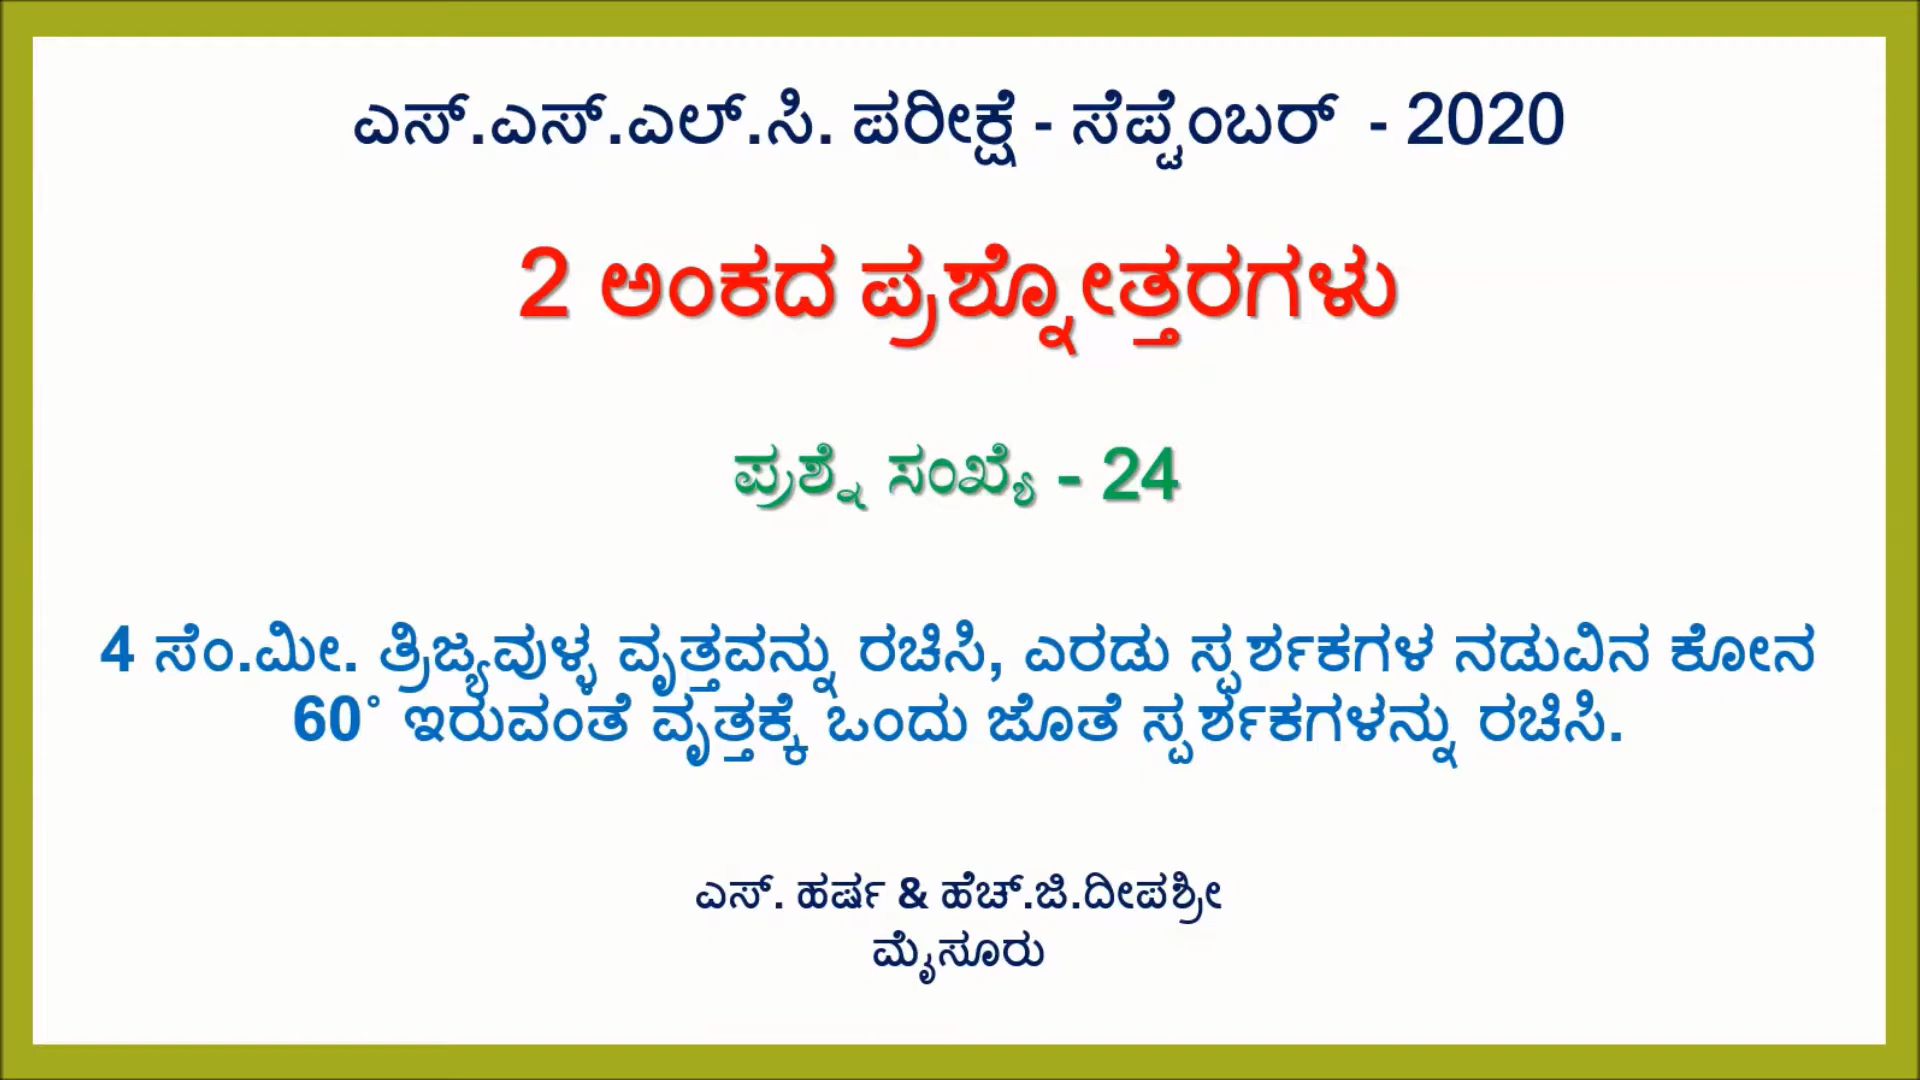 ಎಸ್.ಎಸ್.ಎಲ್.ಸಿ. ಪರೀಕ್ಷೆ - ಸೆಪ್ಟೆಂಬರ್ - 2020
2 ಅಂಕದ ಪ್ರಶ್ನೋತ್ತರಗಳು
ಪ್ರಶ್ನೆ ಸಂಖ್ಯೆ - 24
4 ಸೆಂ.ಮೀ. ತ್ರಿಜ್ಯವುಳ್ಳ ವೃತ್ತವನ್ನು ರಚಿಸಿ, ಎರಡು ಸ್ಪರ್ಶಕಗಳ ನಡುವಿನ ಕೋನ
60˚ ಇರುವಂತೆ ವೃತ್ತಕ್ಕೆ ಒಂದು ಜೊತೆ ಸ್ಪರ್ಶಕಗಳನ್ನು ರಚಿಸಿ.
ಎಸ್. ಹರ್ಷ & ಹೆಚ್.ಜಿ.ದೀಪಶ್ರೀ
ಮೈಸೂರು